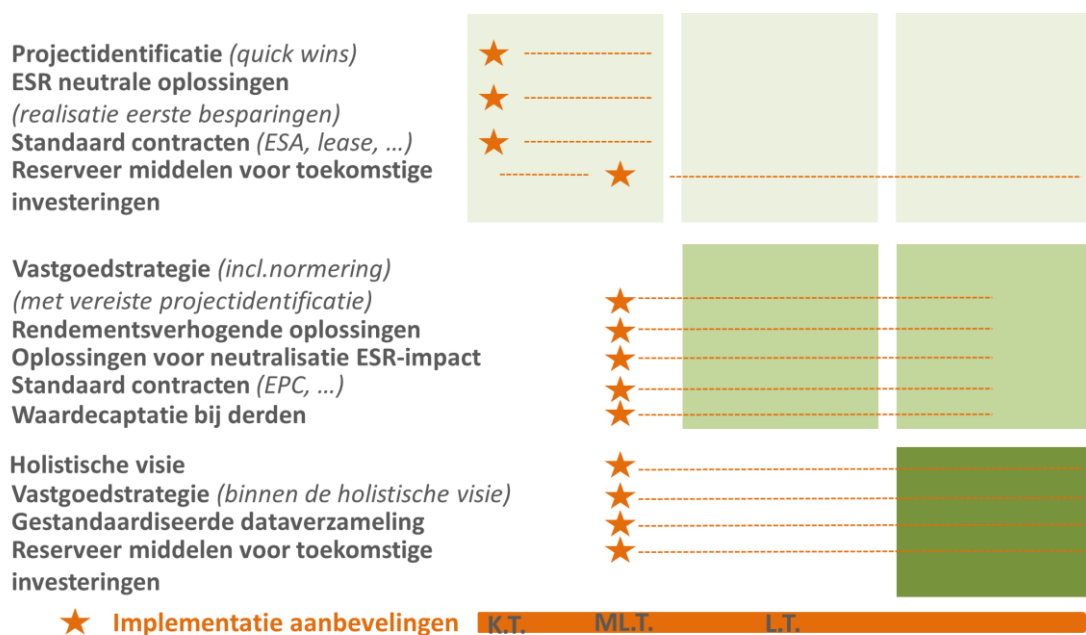 Projectidentificatie (quick wins)
ESR neutrale oplossingen
(realisatie eerste besparingen)
Standaard contracten (ESA, lease, ...)
Reserveer middelen voor toekomstige
investeringen
Vastgoedstrategie (incl.normering)
(met vereiste projectidentificatie)
Rendementsverhogende oplossingen
Oplossingen voor neutralisatie ESR-impact
Standaard contracten (EPC, ...)
Waardecaptatie bij derden
Holistische visie
Vastgoedstrategie (binnen de holistische visie)
Gestandaardiseerde dataverzameling
Reserveer middelen voor toekomstige
investeringen
Implementatie aanbevelingen K.T. ML.T. L.T.